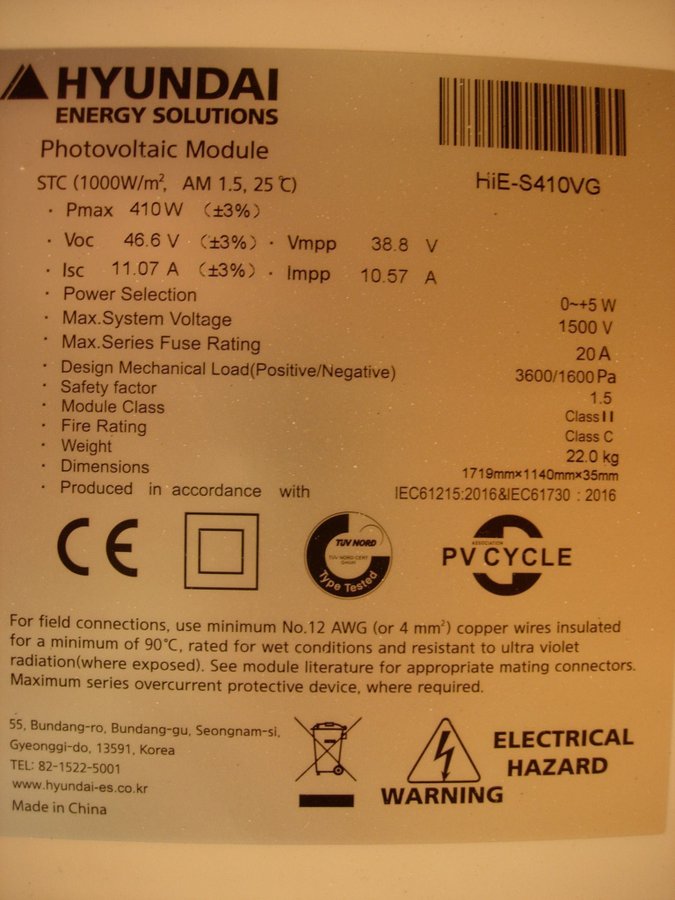 HYUNDAI
ENERGY SOLUTIONS
Photovoltaic Module
HiE-S410VG
STC (1000W/m², AM 1.5, 25℃)
· Pmax 410W (±3%)
· Voc 46.6 V (±3%) · Vmpp 38.8 V
· Isc 11.07 A (±3%) · Impp 10.57 A
· Power Selection 0~+5 W
· Max.System Voltage 1500 V
· Max.Series Fuse Rating 20 A
· Design Mechanical Load(Positive/Negative) 3600/1600 Pa
· Safety factor 1.5
· Module Class Class II
· Fire Rating Class C
· Weight 22.0 kg
· Dimensions 1719mm×1140mm×35mm
· Produced in accordance with IEC61215:2016&IEC61730 : 2016
CE
TÜV NORD
TÜV NORD CERT
GmbH
Type Tested
ASSOCIATION
PV CYCLE
For field connections, use minimum No.12 AWG (or 4 mm²) copper wires insulated
for a minimum of 90℃, rated for wet conditions and resistant to ultra violet
radiation(where exposed). See module literature for appropriate mating connectors.
Maximum series overcurrent protective device, where required.
55, Bundang-ro, Bundang-gu, Seongnam-si,
Gyeonggi-do, 13591, Korea
TEL: 82-1522-5001
www.hyundai-es.co.kr
Made in China
WARNING
ELECTRICAL
HAZARD